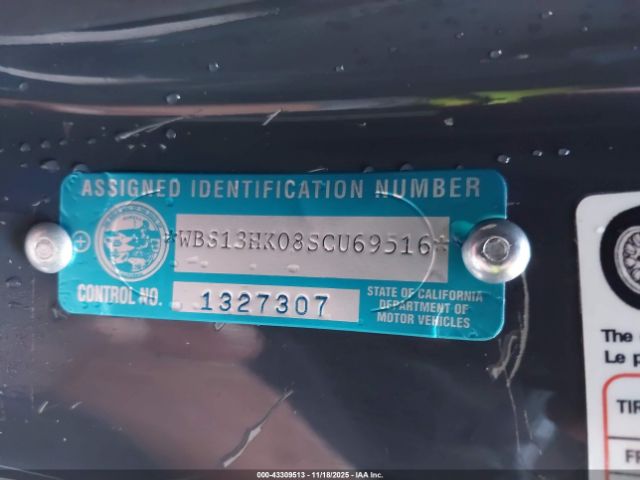 ASSIGNED IDENTIFICATION NUMBER
*WBS13HK08SCU69516*
CONTROL NO. 1327307
STATE OF CALIFORNIA
DEPARTMENT OF
MOTOR VEHICLES
The
Le p
TIR
FR
000-43309513 - 11/18/2025 - IAA Inc.